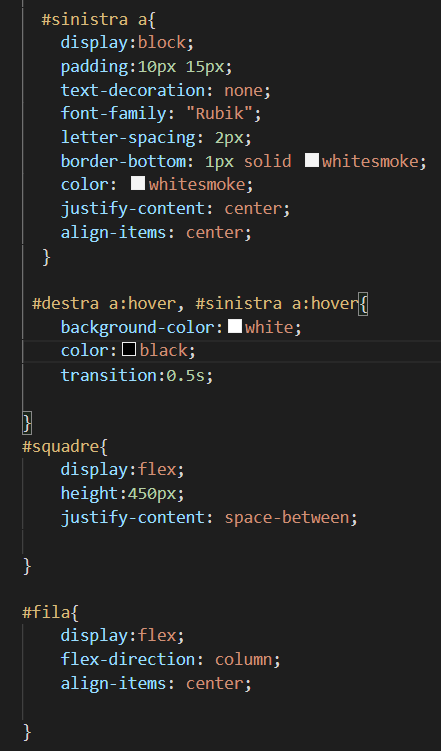 #sinistra a{
display:block;
padding:10px 15px;
text-decoration: none;
font-family: "Rubik";
letter-spacing: 2px;
border-bottom: 1px solid whitesmoke;
color: whitesmoke;
justify-content: center;
align-items: center;
}
#destra a:hover, #sinistra a:hover{
background-color:white;
color:black;
transition:0.5s;
}
#squadre{
display:flex;
height:450px;
justify-content: space-between;
}
#fila{
display:flex;
flex-direction: column;
align-items: center;
}